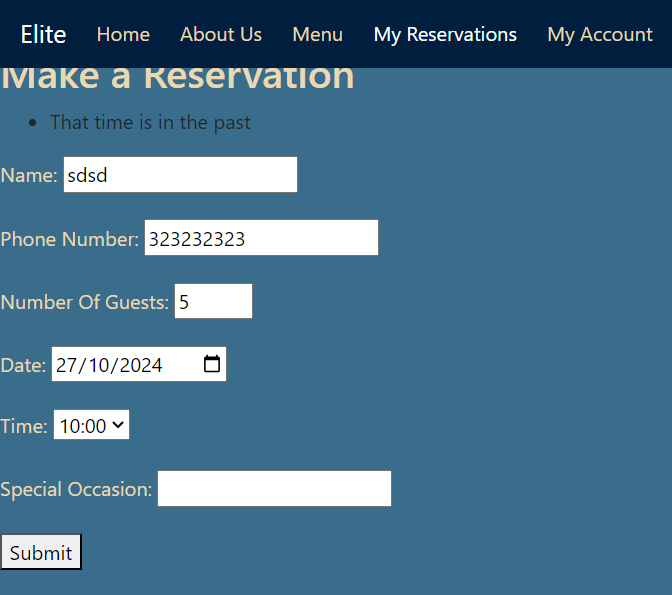 Elite Home About Us Menu My Reservations My Account
Make a Reservation
That time is in the past
Name: sdsd
Phone Number: 323232323
Number Of Guests: 5
Date: 27/10/2024
Time: 10:00
Special Occasion:
Submit